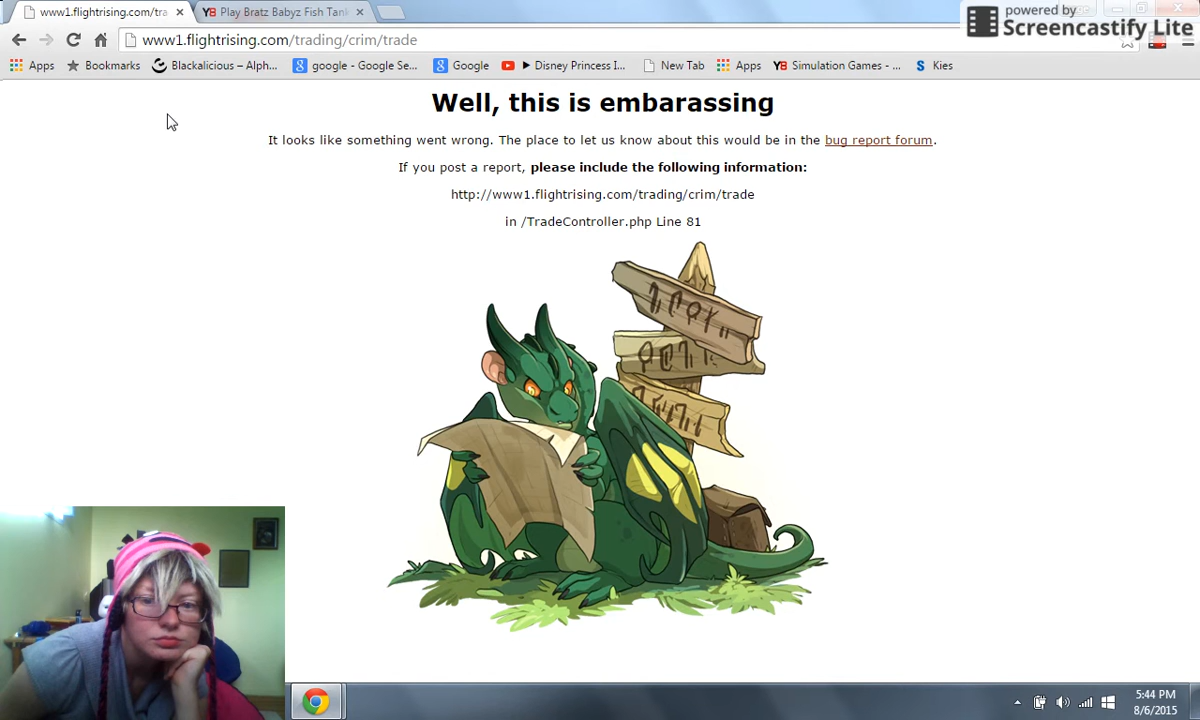 www1.flightrising.com/tra
Play Bratz Babyz Fish Tank
powered by
Screencastify Lite
www1.flightrising.com/trading/crim/trade
Apps
Bookmarks
Blackalicious – Alph...
google - Google Se...
Google
Disney Princess I...
New Tab
Apps
Simulation Games - ...
Kies
Well, this is embarassing
It looks like something went wrong. The place to let us know about this would be in the bug report forum.
If you post a report, please include the following information:
http://www1.flightrising.com/trading/crim/trade
in /TradeController.php Line 81
5:44 PM
8/6/2015